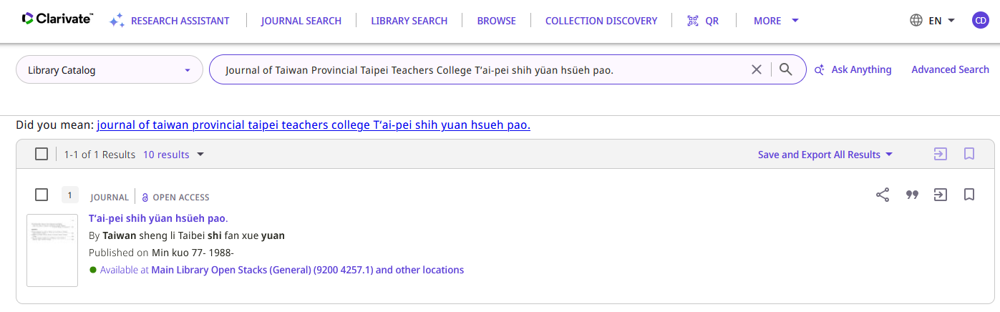 Clarivate™ RESEARCH ASSISTANT JOURNAL SEARCH LIBRARY SEARCH BROWSE COLLECTION DISCOVERY QR MORE EN CD
Library Catalog Journal of Taiwan Provincial Taipei Teachers College Tʻai-pei shih yüan hsüeh pao. Ask Anything Advanced Search
Did you mean: journal of taiwan provincial taipei teachers college Tʻai-pei shih yuan hsueh pao.
1-1 of 1 Results 10 results Save and Export All Results
1 JOURNAL OPEN ACCESS
Tʻai-pei shih yüan hsüeh pao.
By Taiwan sheng li Taibei shi fan xue yuan
Published on Min kuo 77- 1988-
Available at Main Library Open Stacks (General) (9200 4257.1) and other locations